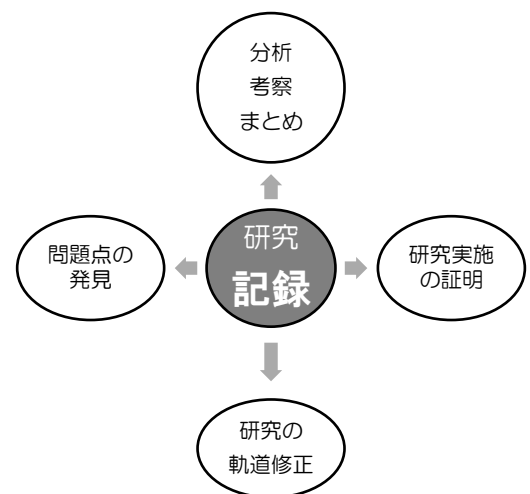 分析
考察
まとめ
問題点の
発見
研究
記録
研究実施
の証明
研究の
軌道修正